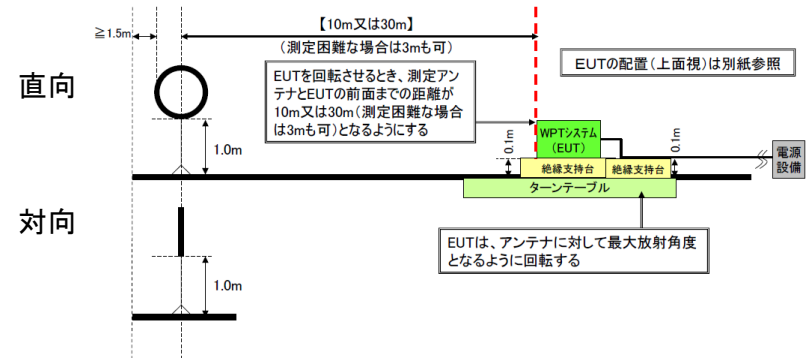 【10m又は30m】
(測定困難な場合は3mも可)
≧1.5m
直向
1.0m
EUTを回転させるとき、測定アン
テナとEUTの前面までの距離が
10m又は30m(測定困難な場合
は3mも可)となるようにする
EUTの配置(上面視)は別紙参照
WPTシステム
(EUT)
0.1m
0.1m
絶縁支持台
絶縁支持台
ターンテーブル
電源
設備
対向
1.0m
EUTは、アンテナに対して最大放射角度
となるように回転する